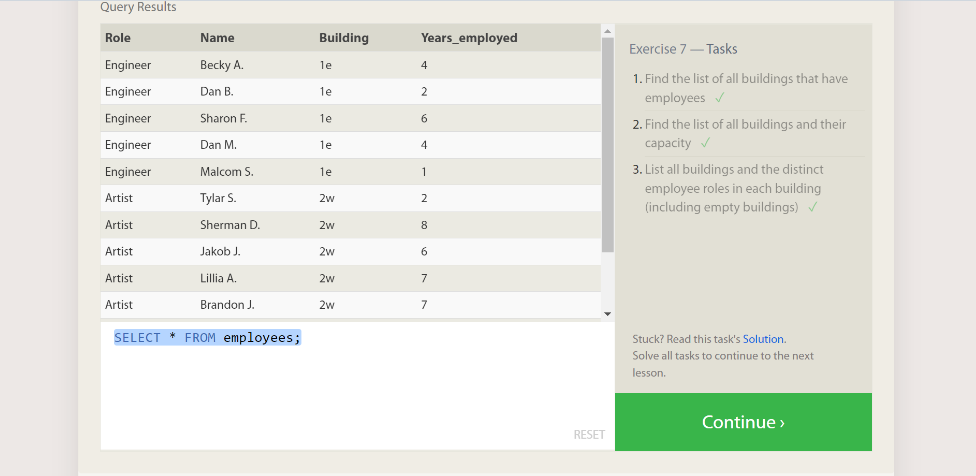 Query Results
Role Name Building Years_employed
Engineer Becky A. 1e 4
Engineer Dan B. 1e 2
Engineer Sharon F. 1e 6
Engineer Dan M. 1e 4
Engineer Malcom S. 1e 1
Artist Tylar S. 2w 2
Artist Sherman D. 2w 8
Artist Jakob J. 2w 6
Artist Lillia A. 2w 7
Artist Brandon J. 2w 7
SELECT * FROM employees;
RESET
Exercise 7 — Tasks
1. Find the list of all buildings that have
employees ✓
2. Find the list of all buildings and their
capacity ✓
3. List all buildings and the distinct
employee roles in each building
(including empty buildings) ✓
Stuck? Read this task's Solution.
Solve all tasks to continue to the next
lesson.
Continue ›